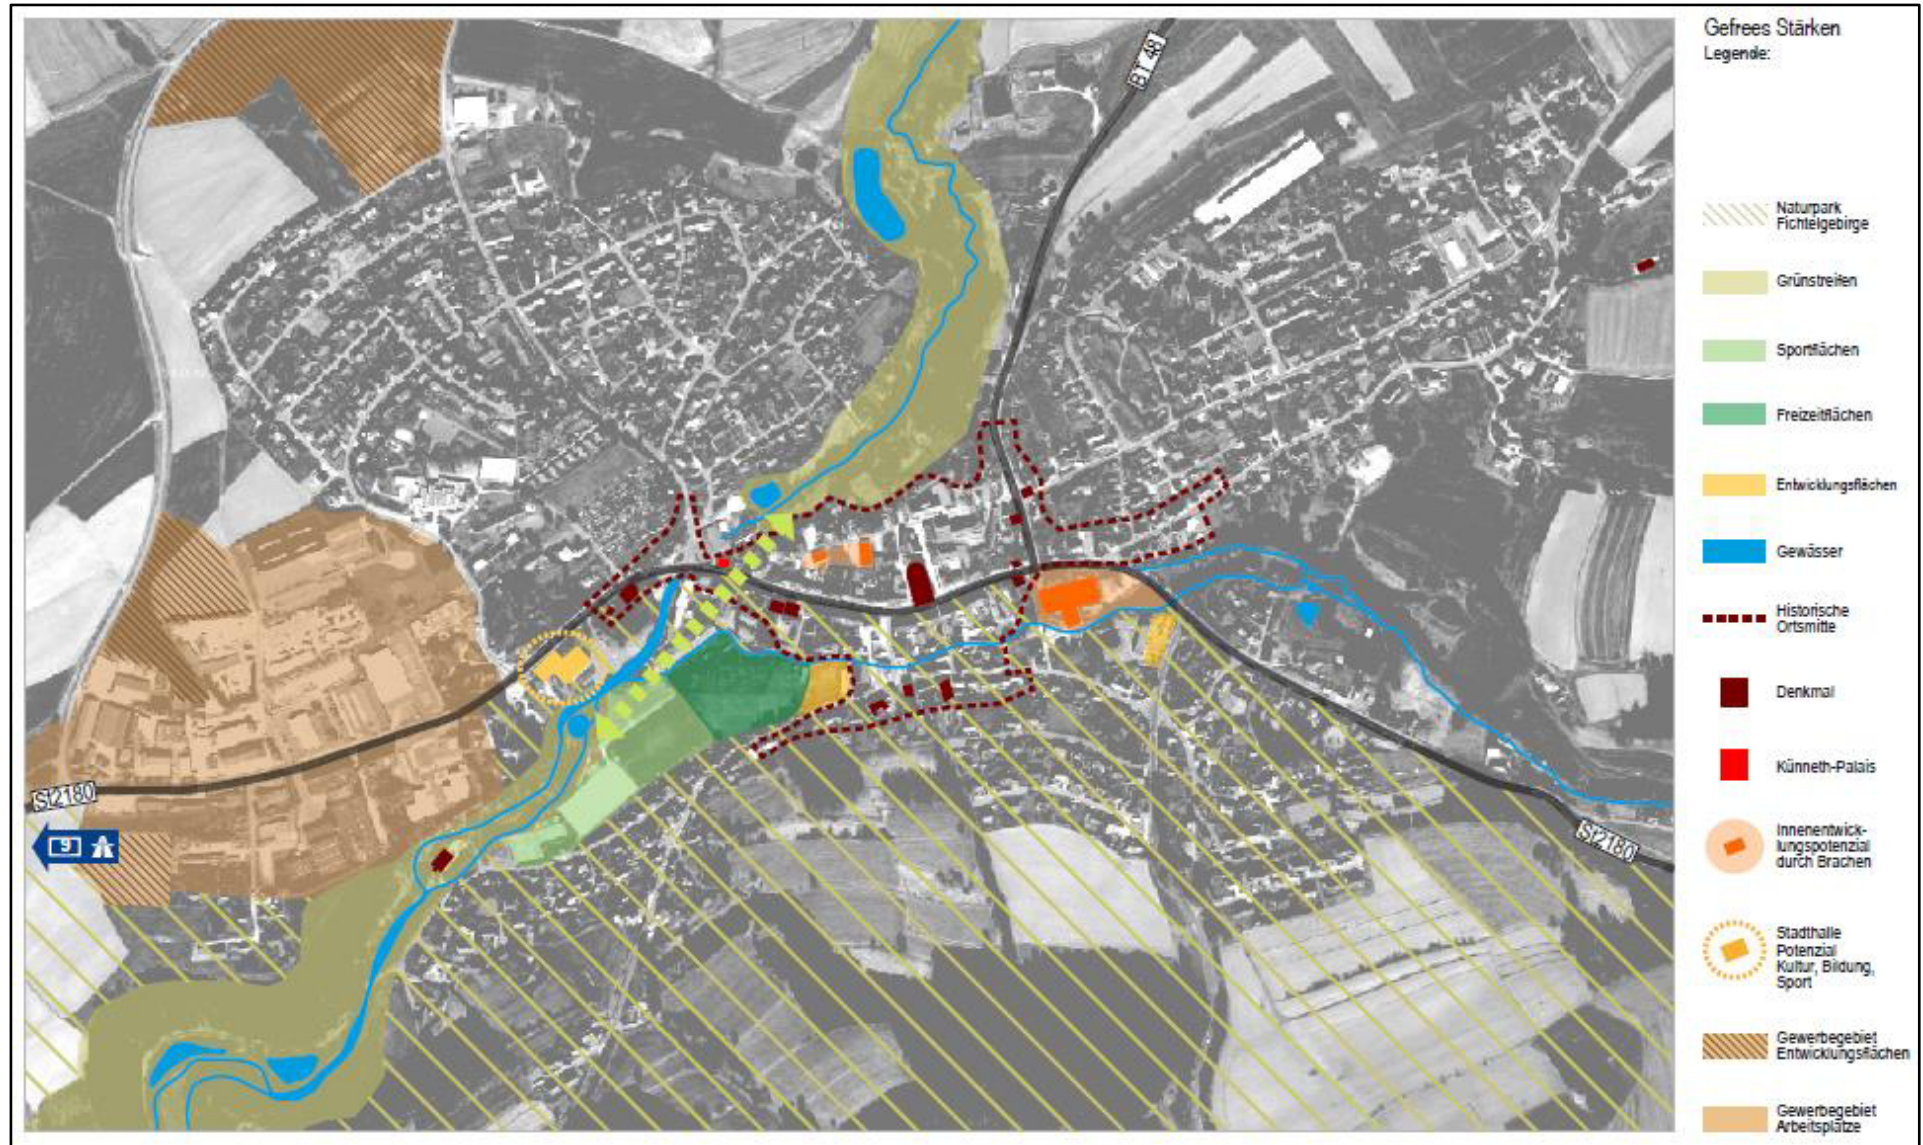 Gefrees Stärken
Legende:
BT 48
Naturpark
Fichtelgebirge
Grünstreifen
Sportflächen
Freizeitflächen
Entwicklungsflächen
Gewässer
Historische
Ortsmitte
Denkmal
Künneth-Palais
St2180
9
St2180
Innenentwick-
lungspotenzial
durch Brachen
Stadthalle
Potenzial
Kultur, Bildung,
Sport
Gewerbegebiet
Entwicklungsflächen
Gewerbegebiet
Arbeitsplätze